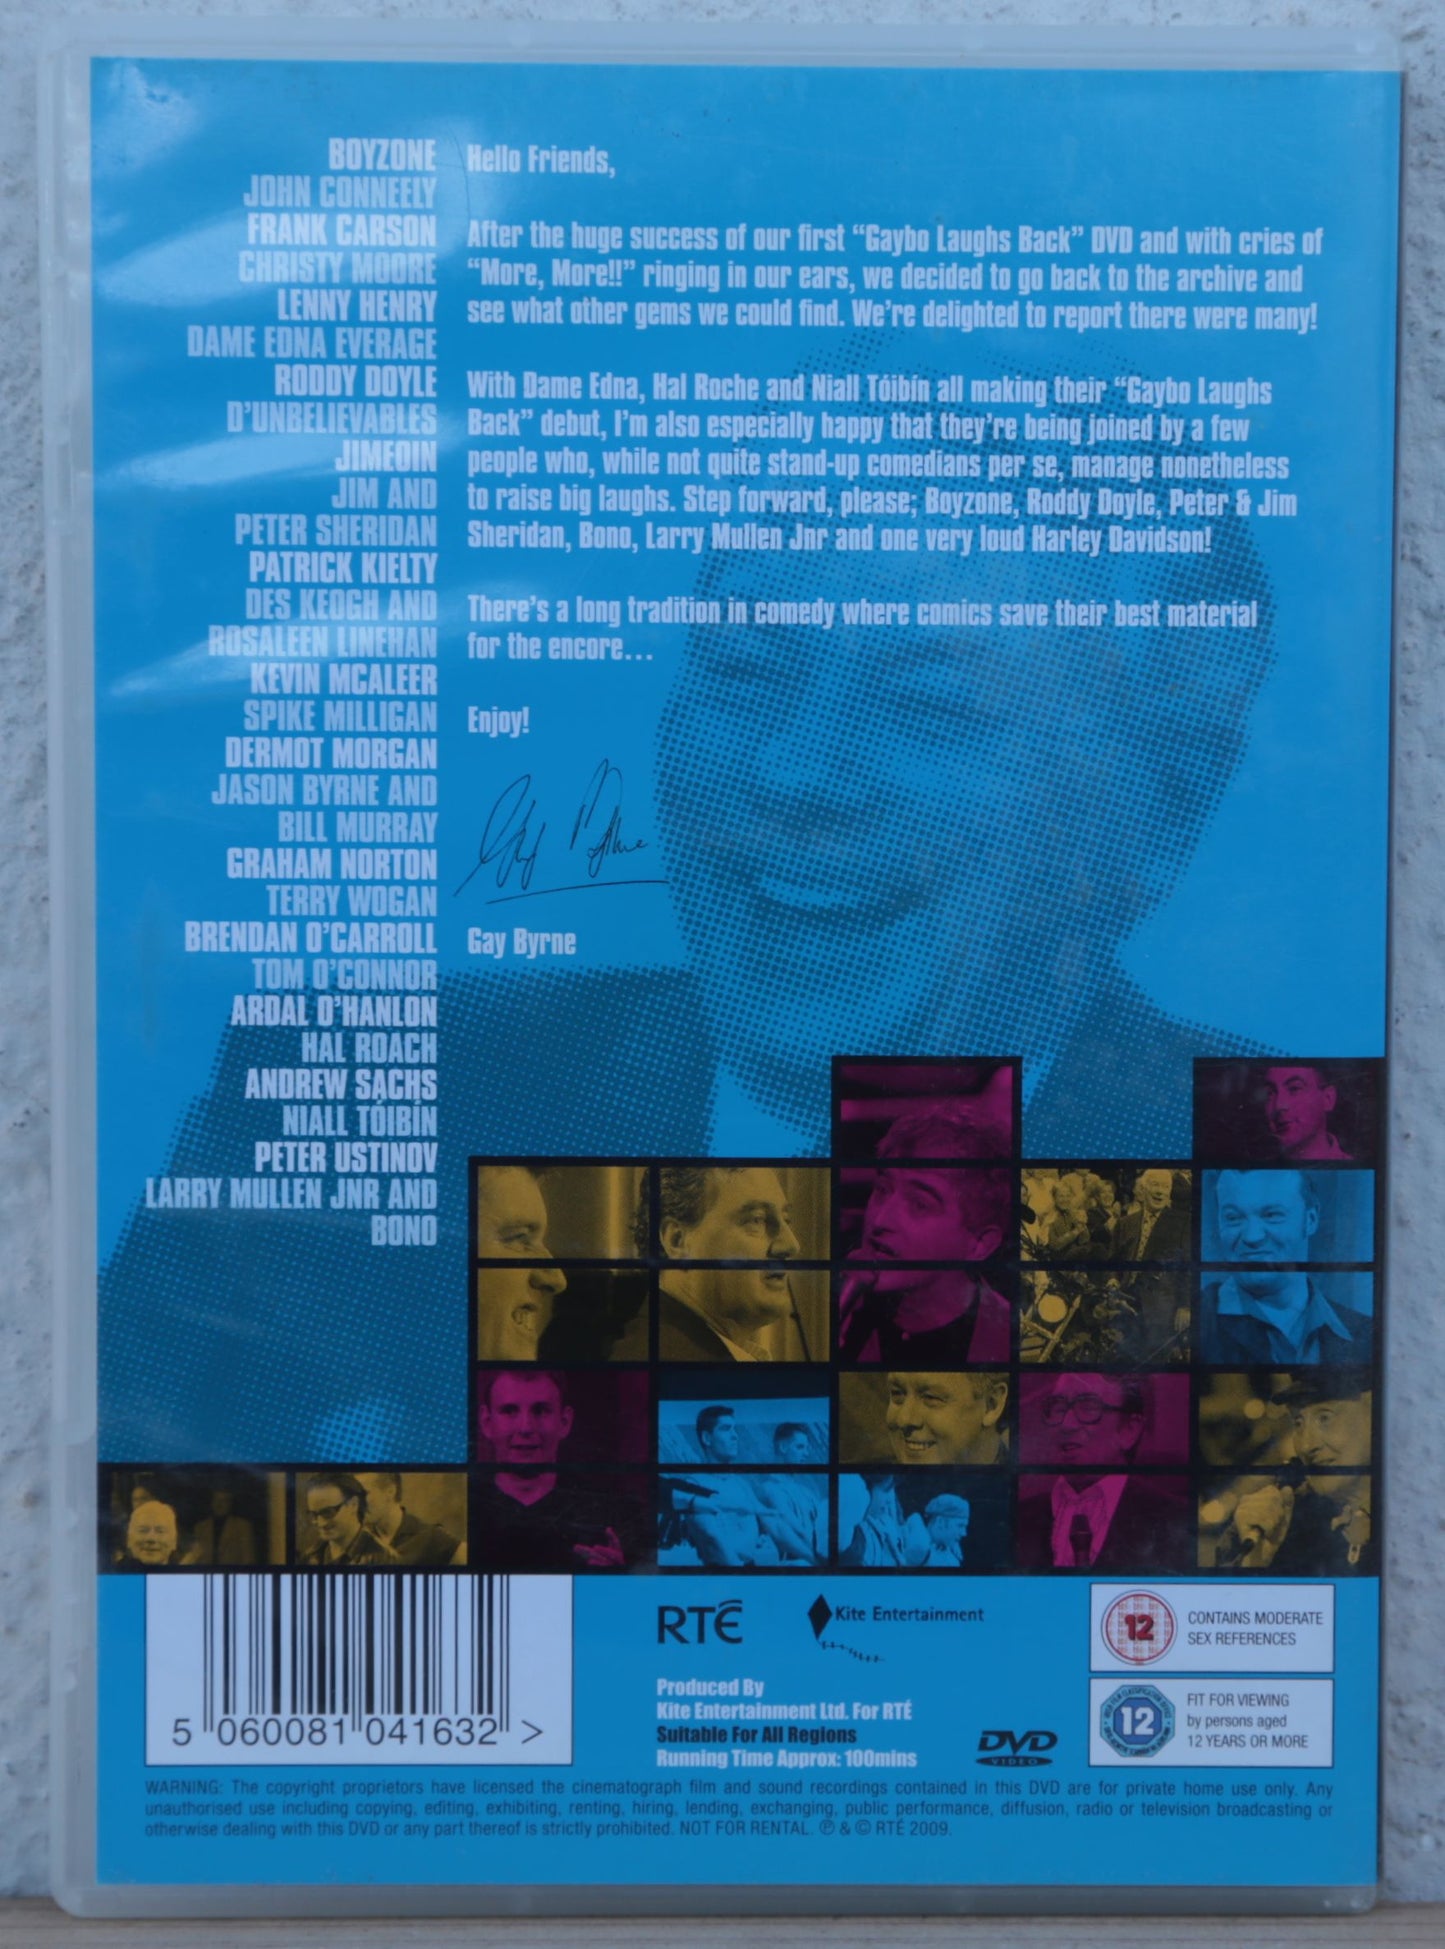 BOYZONE
JOHN CONNEELY
FRANK CARSON
CHRISTY MOORE
LENNY HENRY
DAME EDNA EVERAGE
RODDY DOYLE
D'UNBELIEVABLES
JIMEOIN
JIM AND
PETER SHERIDAN
PATRICK KIELTY
DES KEOGH AND
ROSALEEN LINEHAN
KEVIN MCALEER
SPIKE MILLIGAN
DERMOT MORGAN
JASON BYRNE AND
BILL MURRAY
GRAHAM NORTON
TERRY WOGAN
BRENDAN O'CARROLL
TOM O'CONNOR
ARDAL O'HANLON
HAL ROACH
ANDREW SACHS
NIALL TÓIBÍN
PETER USTINOV
LARRY MULLEN JNR AND
BONO
Hello Friends,
After the huge success of our first “Gaybo Laughs Back” DVD and with cries of
“More, More!!” ringing in our ears, we decided to go back to the archive and
see what other gems we could find. We're delighted to report there were many!
With Dame Edna, Hal Roche and Niall Tóibín all making their “Gaybo Laughs
Back” debut, I'm also especially happy that they're being joined by a few
people who, while not quite stand-up comedians per se, manage nonetheless
to raise big laughs. Step forward, please; Boyzone, Roddy Doyle, Peter & Jim
Sheridan, Bono, Larry Mullen Jnr and one very loud Harley Davidson!
There's a long tradition in comedy where comics save their best material
for the encore...
Enjoy!
Gay Byrne
Gay Byrne
5 060081 041632 >
RTÉ
Kite Entertainment
Produced By
Kite Entertainment Ltd. For RTÉ
Suitable For All Regions
Running Time Approx: 100mins
DVD
VIDEO
12
CONTAINS MODERATE
SEX REFERENCES
12
FIT FOR VIEWING
by persons aged
12 YEARS OR MORE
WARNING: The copyright proprietors have licensed the cinematograph film and sound recordings contained in this DVD are for private home use only. Any
unauthorised use including copying, editing, exhibiting, renting, hiring, lending, exchanging, public performance, diffusion, radio or television broadcasting or
otherwise dealing with this DVD or any part thereof is strictly prohibited. NOT FOR RENTAL. ℗ & © RTÉ 2009.